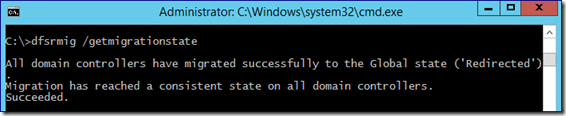 Administrator: C:\Windows\system32\cmd.exe
C:\>dfsrmig /getmigrationstate
All domain controllers have migrated successfully to the Global state ('Redirected')
.
Migration has reached a consistent state on all domain controllers.
Succeeded.